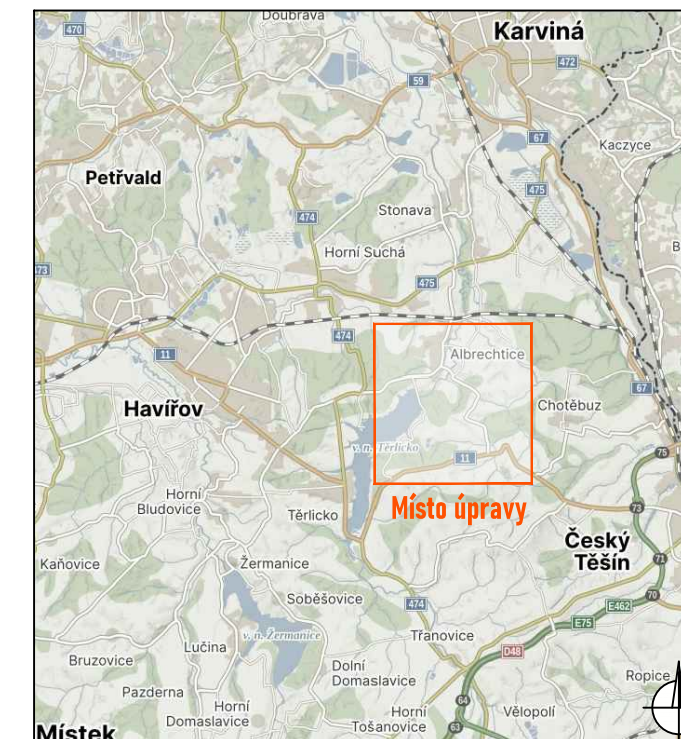 Doubrava
Karviná
470
472
59
67
Kaczyce
Petřvald
475
Stonava
474
Horní Suchá
B
473
475
474
11
Albrechtice
67
Havířov
Chotěbuz
v. n. Těrlicko
11
75
Horní
Bludovice
Místo úpravy
73
Těrlicko
Český
Těšín
Kaňovice
Žermanice
71
Soběšovice
474
E462
70
E75
v. n. Žermanice
Třanovice
Lučina
D48
Bruzovice
Dolní
Domaslavice
Ropice
Pazderna
64
Horní
Domaslavice
Horní
Tošanovice
Vělopolí
63
Místek